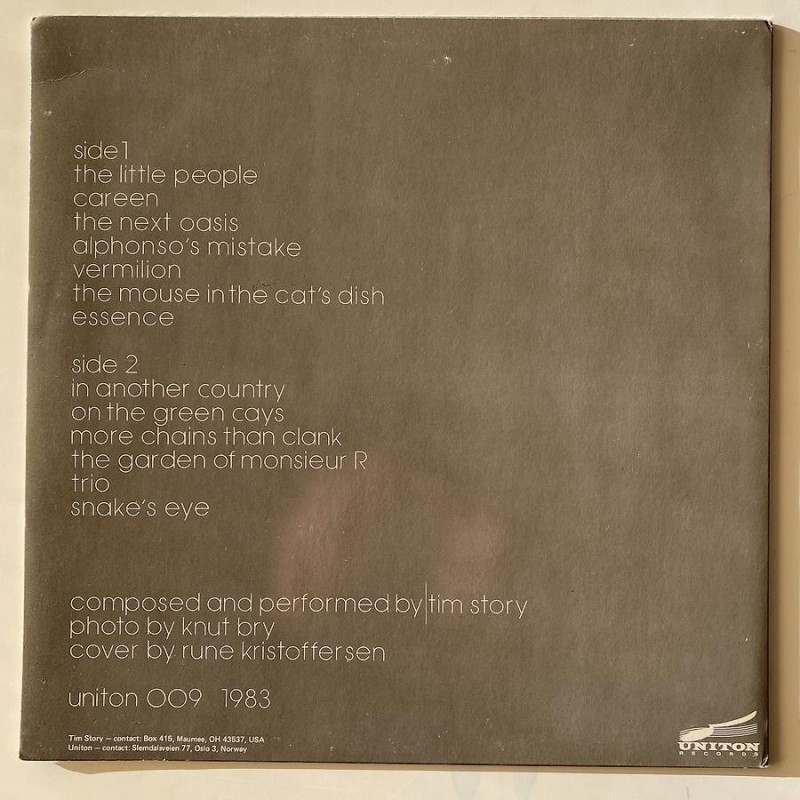 side 1
the little people
careen
the next oasis
alphonso's mistake
vermilion
the mouse in the cat's dish
essence
side 2
in another country
on the green cays
more chains than clank
the garden of monsieur R
trio
snake's eye
composed and performed by tim story
photo by knut bry
cover by rune kristoffersen
uniton 009 1983
Tim Story — contact: Box 415, Maumee, OH 43537, USA
Uniton — contact: Slemdalsveien 77, Oslo 3, Norway
UNITON
RECORDS